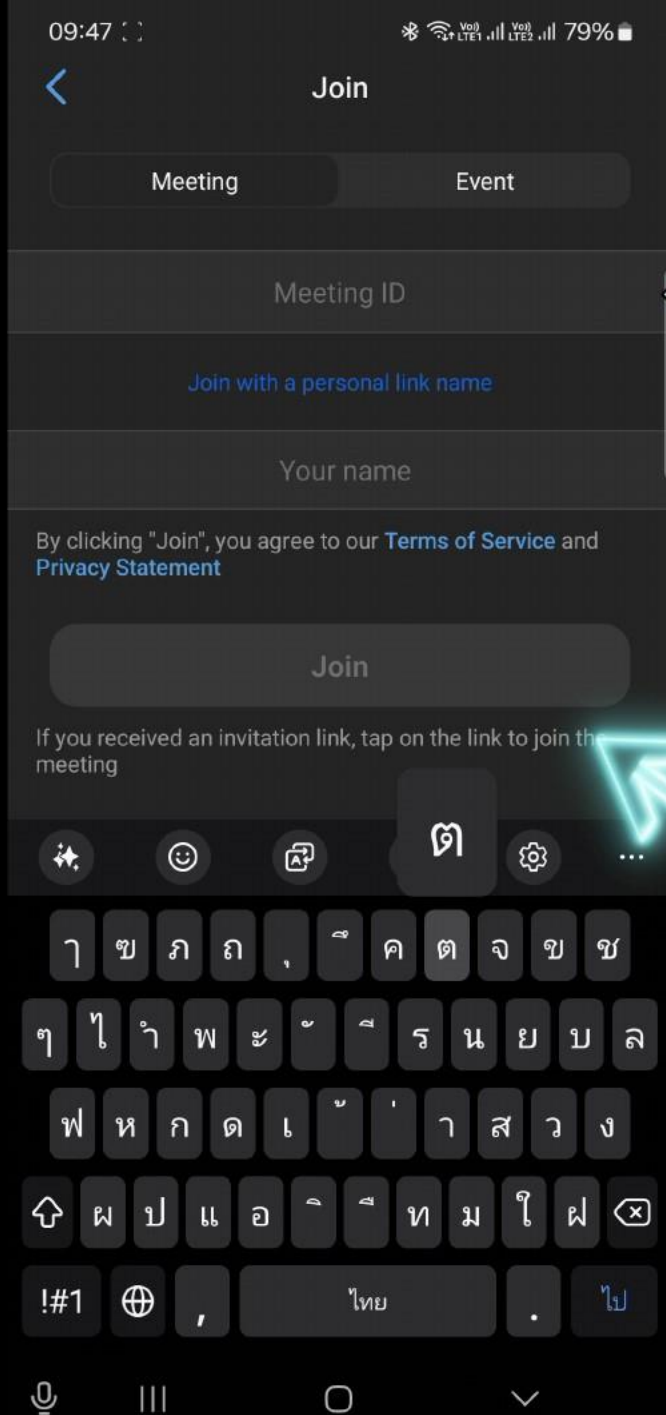 09:47
Vo)) LTE1 Vo)) LTE2 79%
Join
Meeting Event
Meeting ID
Join with a personal link name
Your name
By clicking "Join", you agree to our Terms of Service and
Privacy Statement
Join
If you received an invitation link, tap on the link to join the
meeting
ต
ๅ ฃ ภ ถ ุ ึ ค ต จ ข ช
ๆ ไ ำ พ ะ ั ี ร น ย บ ล
ฟ ห ก ด เ ้ ่ า ส ว ง
ผ ป แ อ ิ ื ท ม ใ ฝ
!#1 , ไทย . ไป